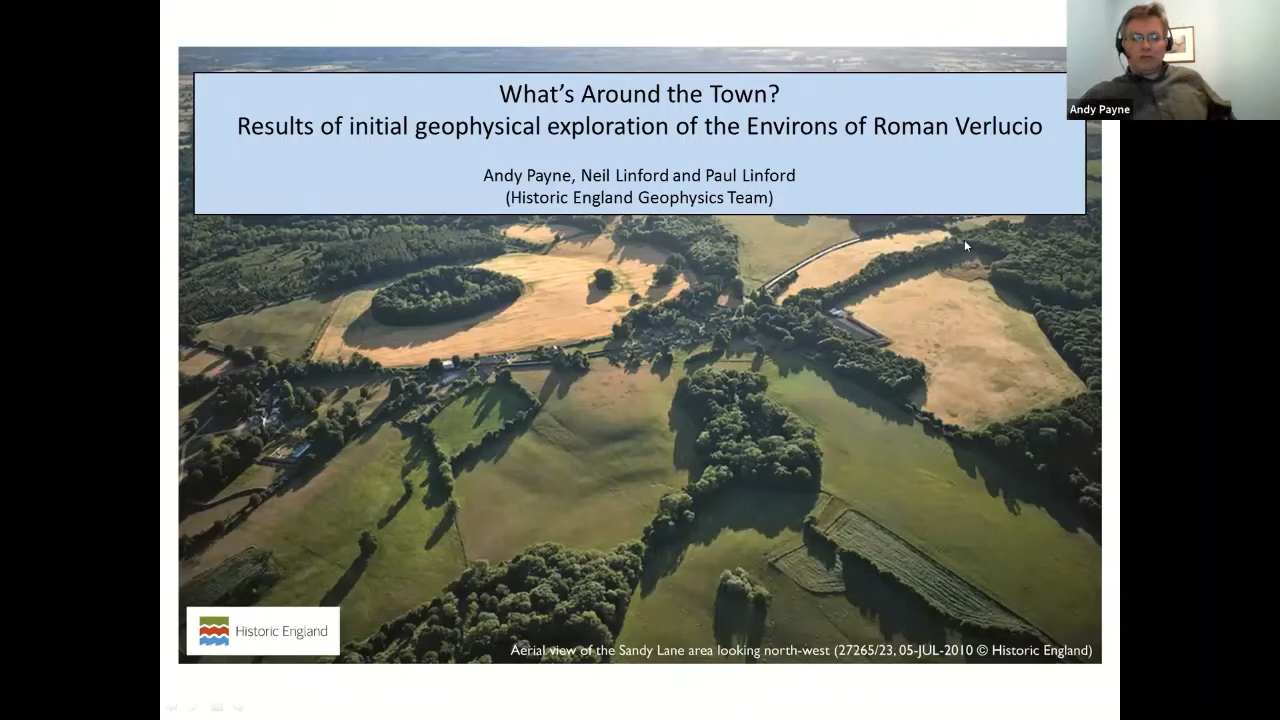 What's Around the Town?
Results of initial geophysical exploration of the Environs of Roman Verlucio
Andy Payne, Neil Linford and Paul Linford
(Historic England Geophysics Team)
Andy Payne
Historic England
Aerial view of the Sandy Lane area looking north-west (27265/23, 05-JUL-2010 © Historic England)